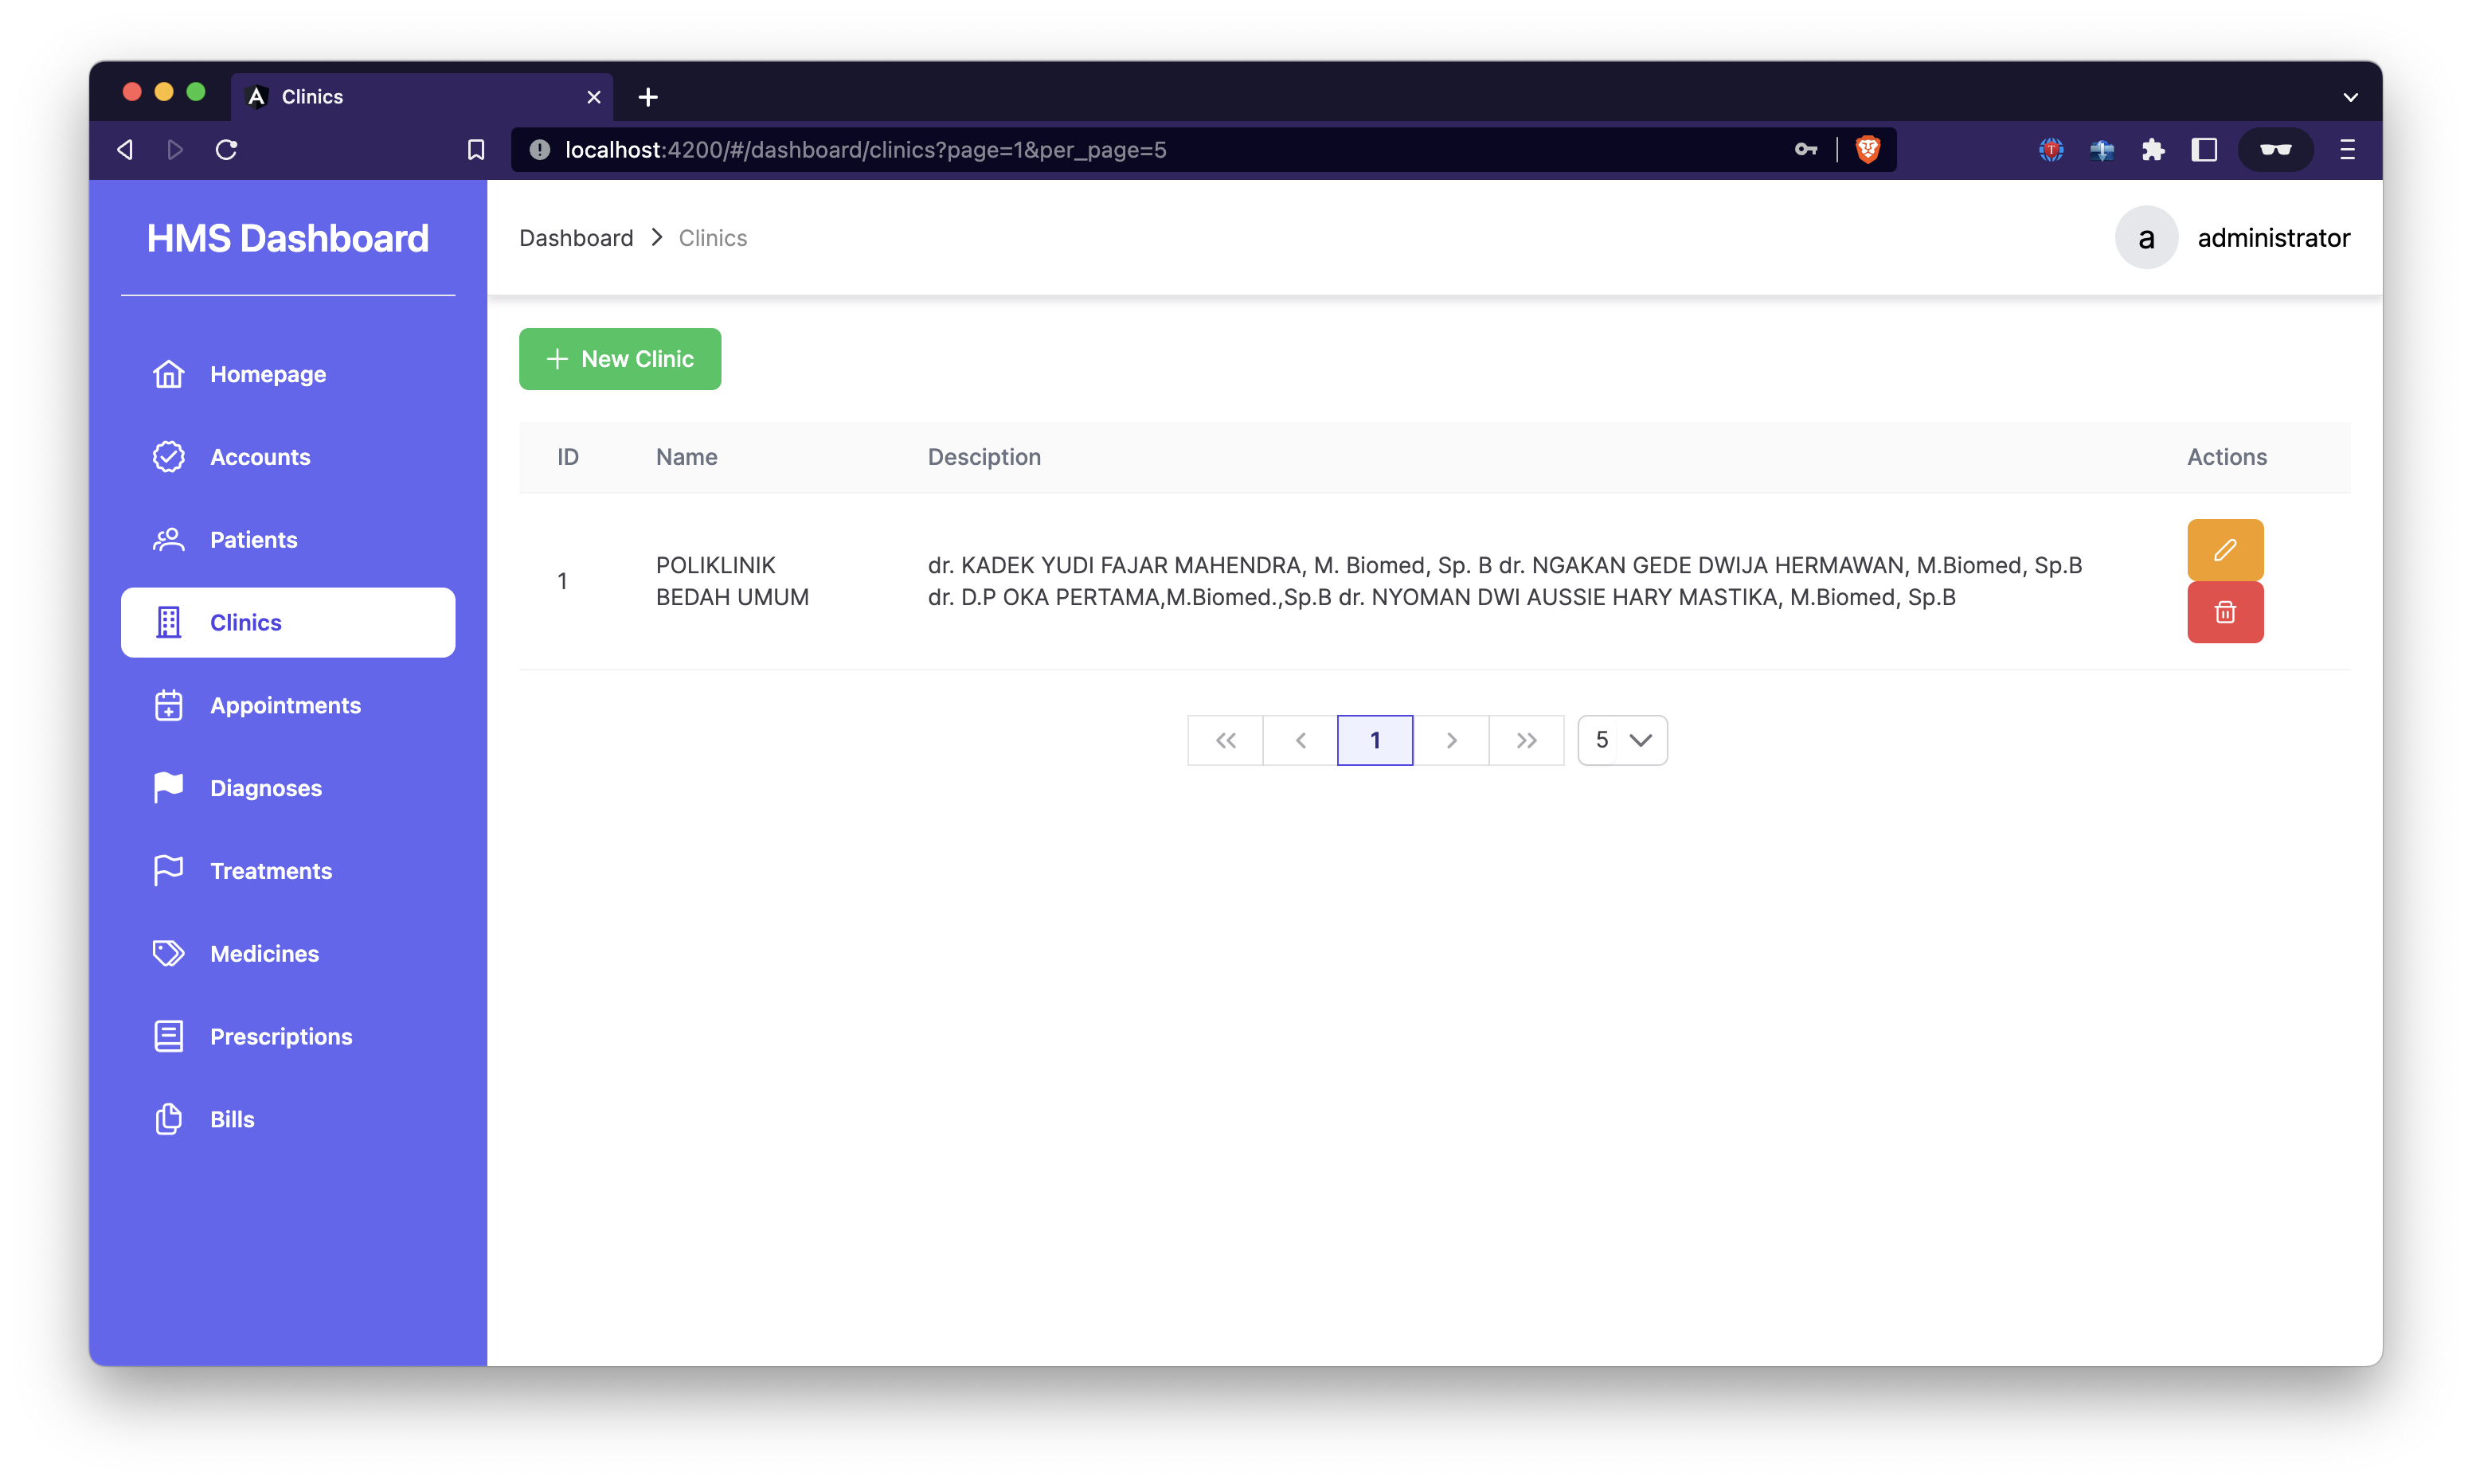 Clinics
localhost:4200/#/dashboard/clinics?page=1&per_page=5
HMS Dashboard
Dashboard > Clinics
a administrator
Homepage
Accounts
Patients
Clinics
Appointments
Diagnoses
Treatments
Medicines
Prescriptions
Bills
New Clinic
ID Name Desciption Actions
1
POLIKLINIK
BEDAH UMUM
dr. KADEK YUDI FAJAR MAHENDRA, M. Biomed, Sp. B dr. NGAKAN GEDE DWIJA HERMAWAN, M.Biomed, Sp.B
dr. D.P OKA PERTAMA,M.Biomed.,Sp.B dr. NYOMAN DWI AUSSIE HARY MASTIKA, M.Biomed, Sp.B
1 5